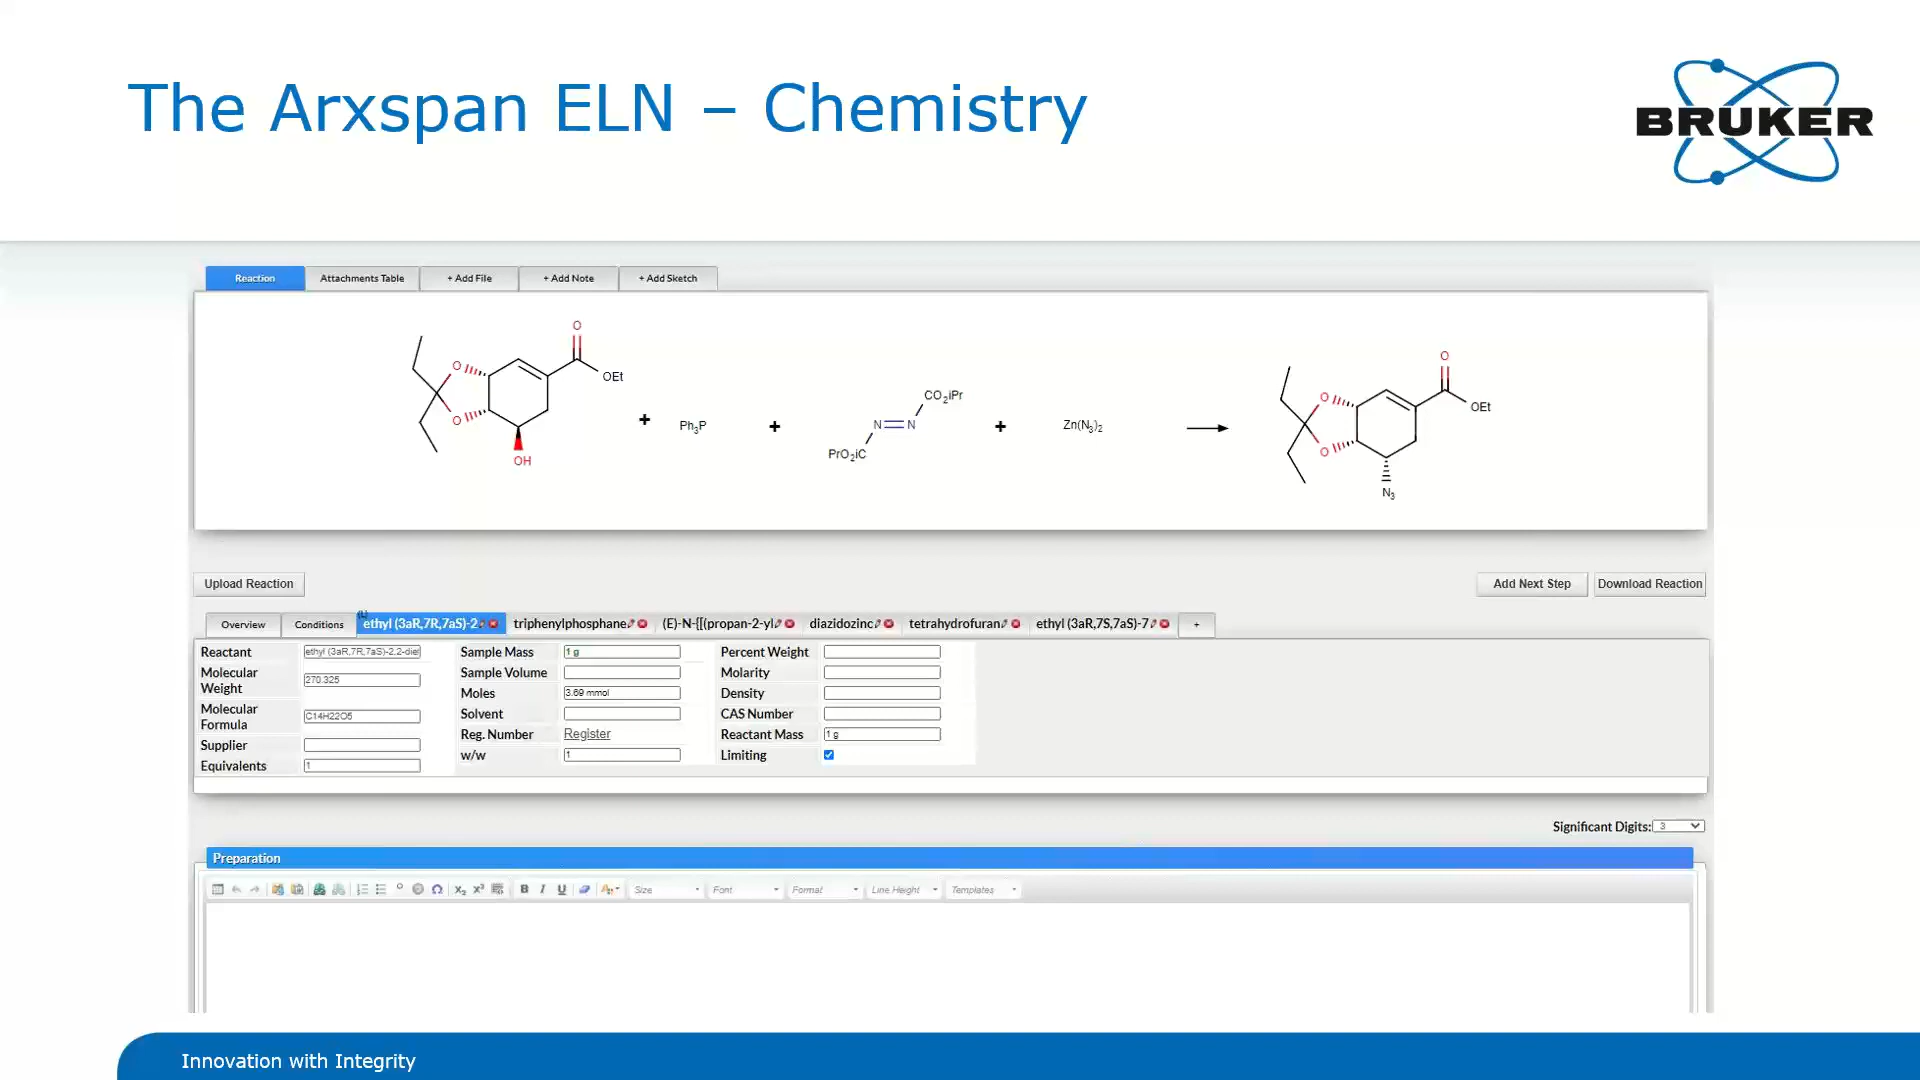 The Arxspan ELN – Chemistry
BRUKER
Reaction Attachments Table + Add File + Add Note + Add Sketch
O O OEt O OH
+ Ph3P + N N CO2iPr PrO2iC + Zn(N3)2
O O OEt O N3
Upload Reaction Add Next Step Download Reaction
Overview Conditions (L) ethyl (3aR,7R,7aS)-2 triphenylphosphane (E)-N-{[(propan-2-yl diazidozinc tetrahydrofuran ethyl (3aR,7S,7aS)-7 +
Reactant ethyl (3aR,7R,7aS)-2,2-diet Sample Mass 1 g Percent Weight
Molecular Weight 270.325 Sample Volume Molarity
Moles 3.69 mmol Density
Molecular Formula C14H22O5 Solvent CAS Number
Reg. Number Register Reactant Mass 1 g
Supplier w/w 1 Limiting
Equivalents 1
Significant Digits: 3
Preparation
B I U Size Font Format Line Height Templates
Innovation with Integrity